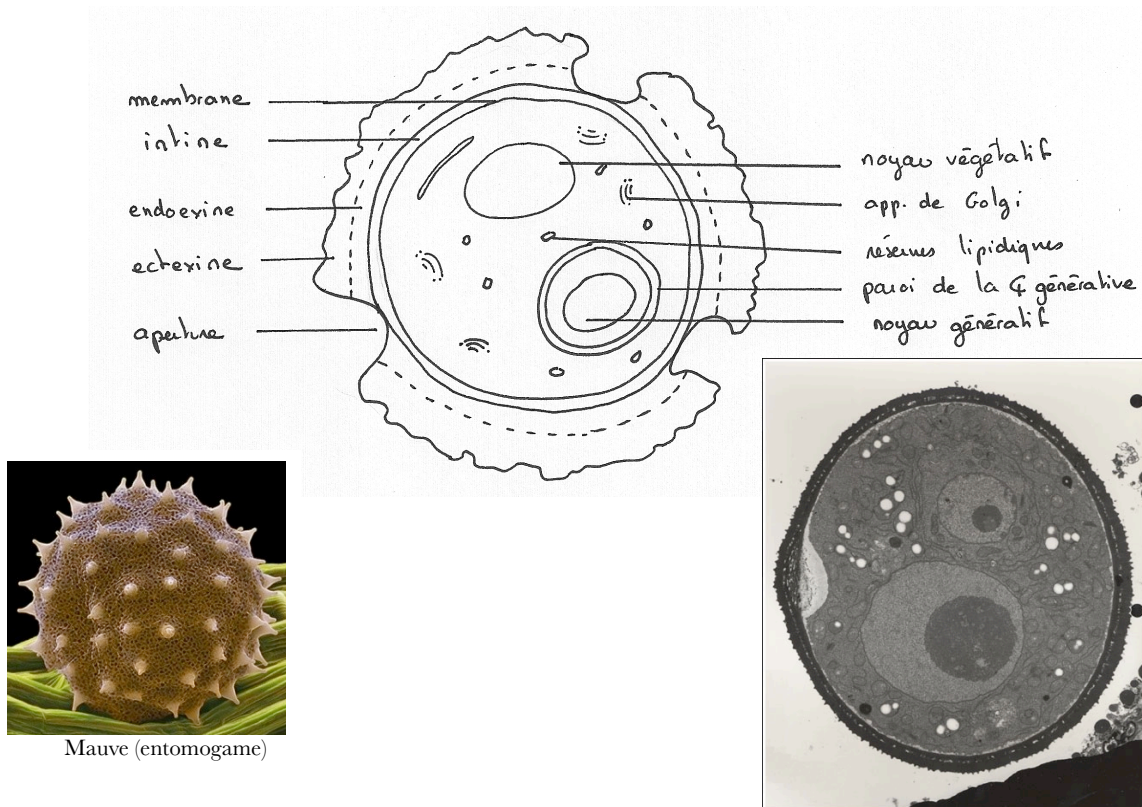 membrane
intine
endoexine
ectexine
aperture
noyau végétatif
app. de Golgi
réserves lipidiques
paroi de la ₵ générative
noyau génératif
Mauve (entomogame)